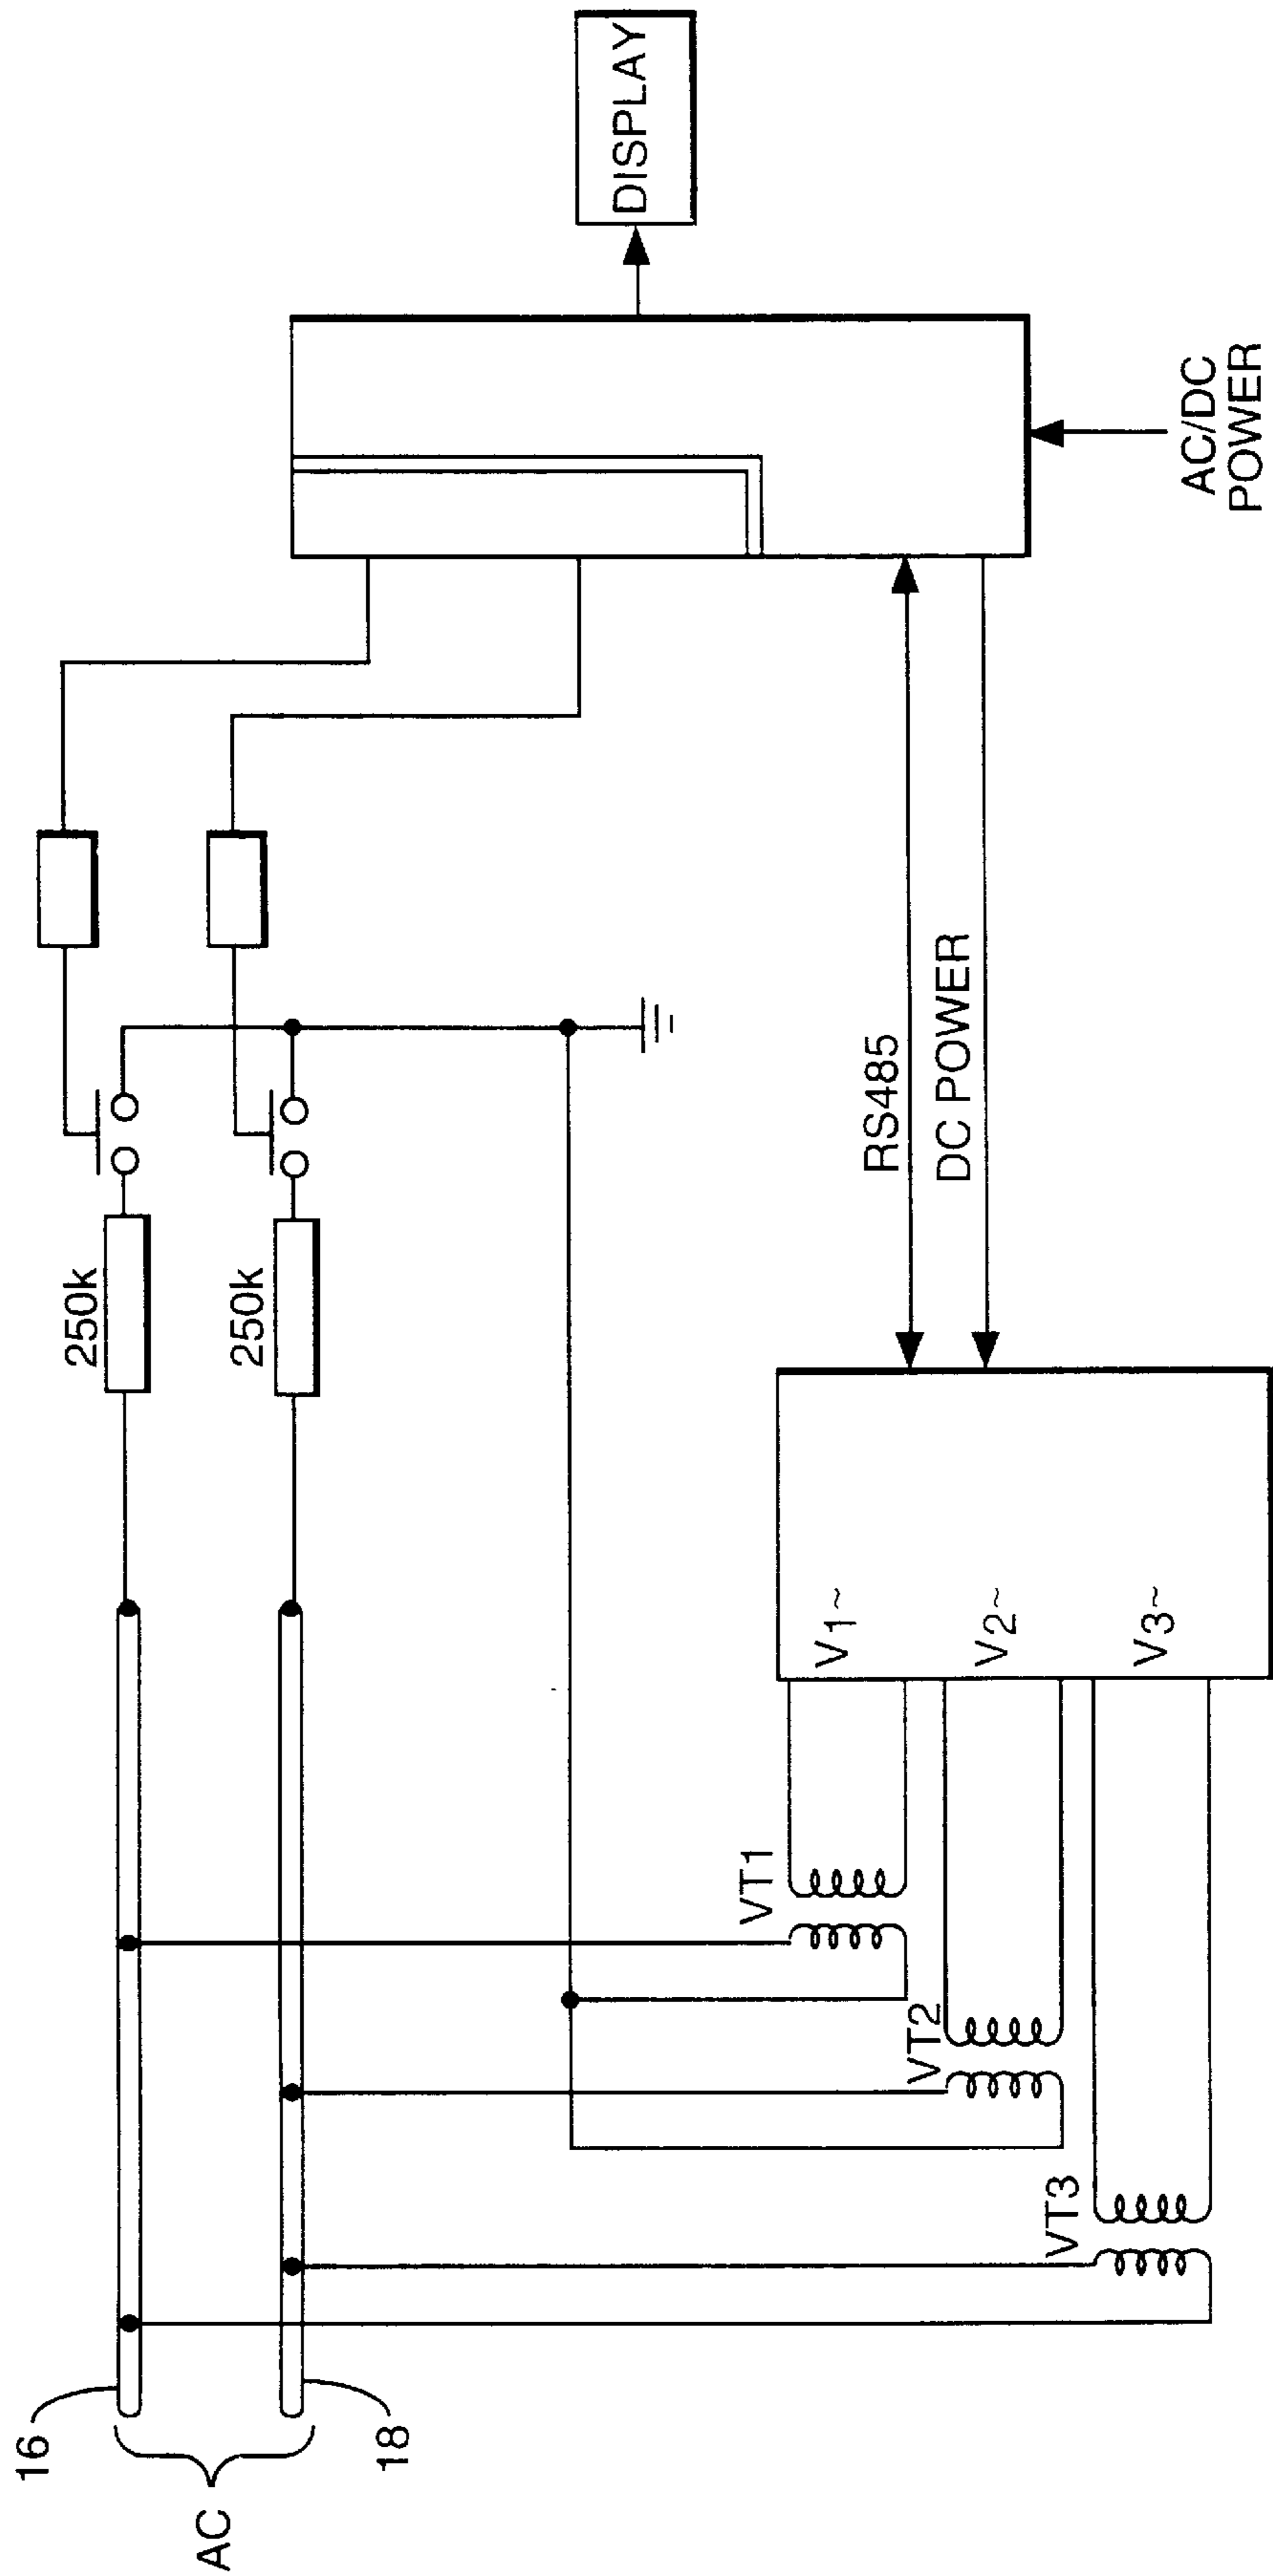 16
AC
18
250k
250k
VT1
VT2
VT3
V1~
V2~
V3~
RS485
DC POWER
DISPLAY
AC/DC
POWER